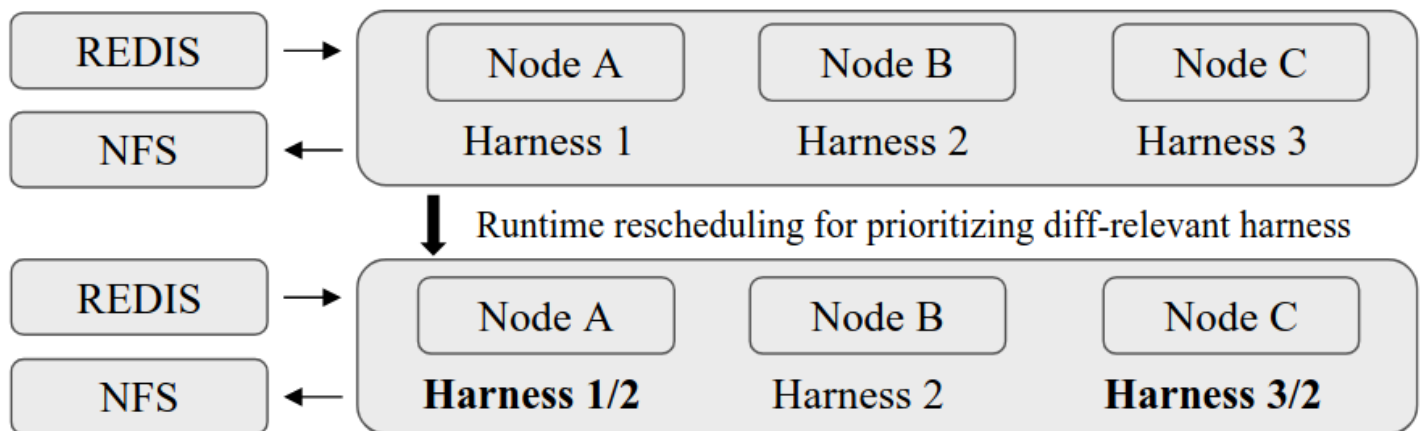 REDIS
Node A
Node B
Node C
NFS
Harness 1
Harness 2
Harness 3
Runtime rescheduling for prioritizing diff-relevant harness
REDIS
Node A
Node B
Node C
NFS
Harness 1/2
Harness 2
Harness 3/2